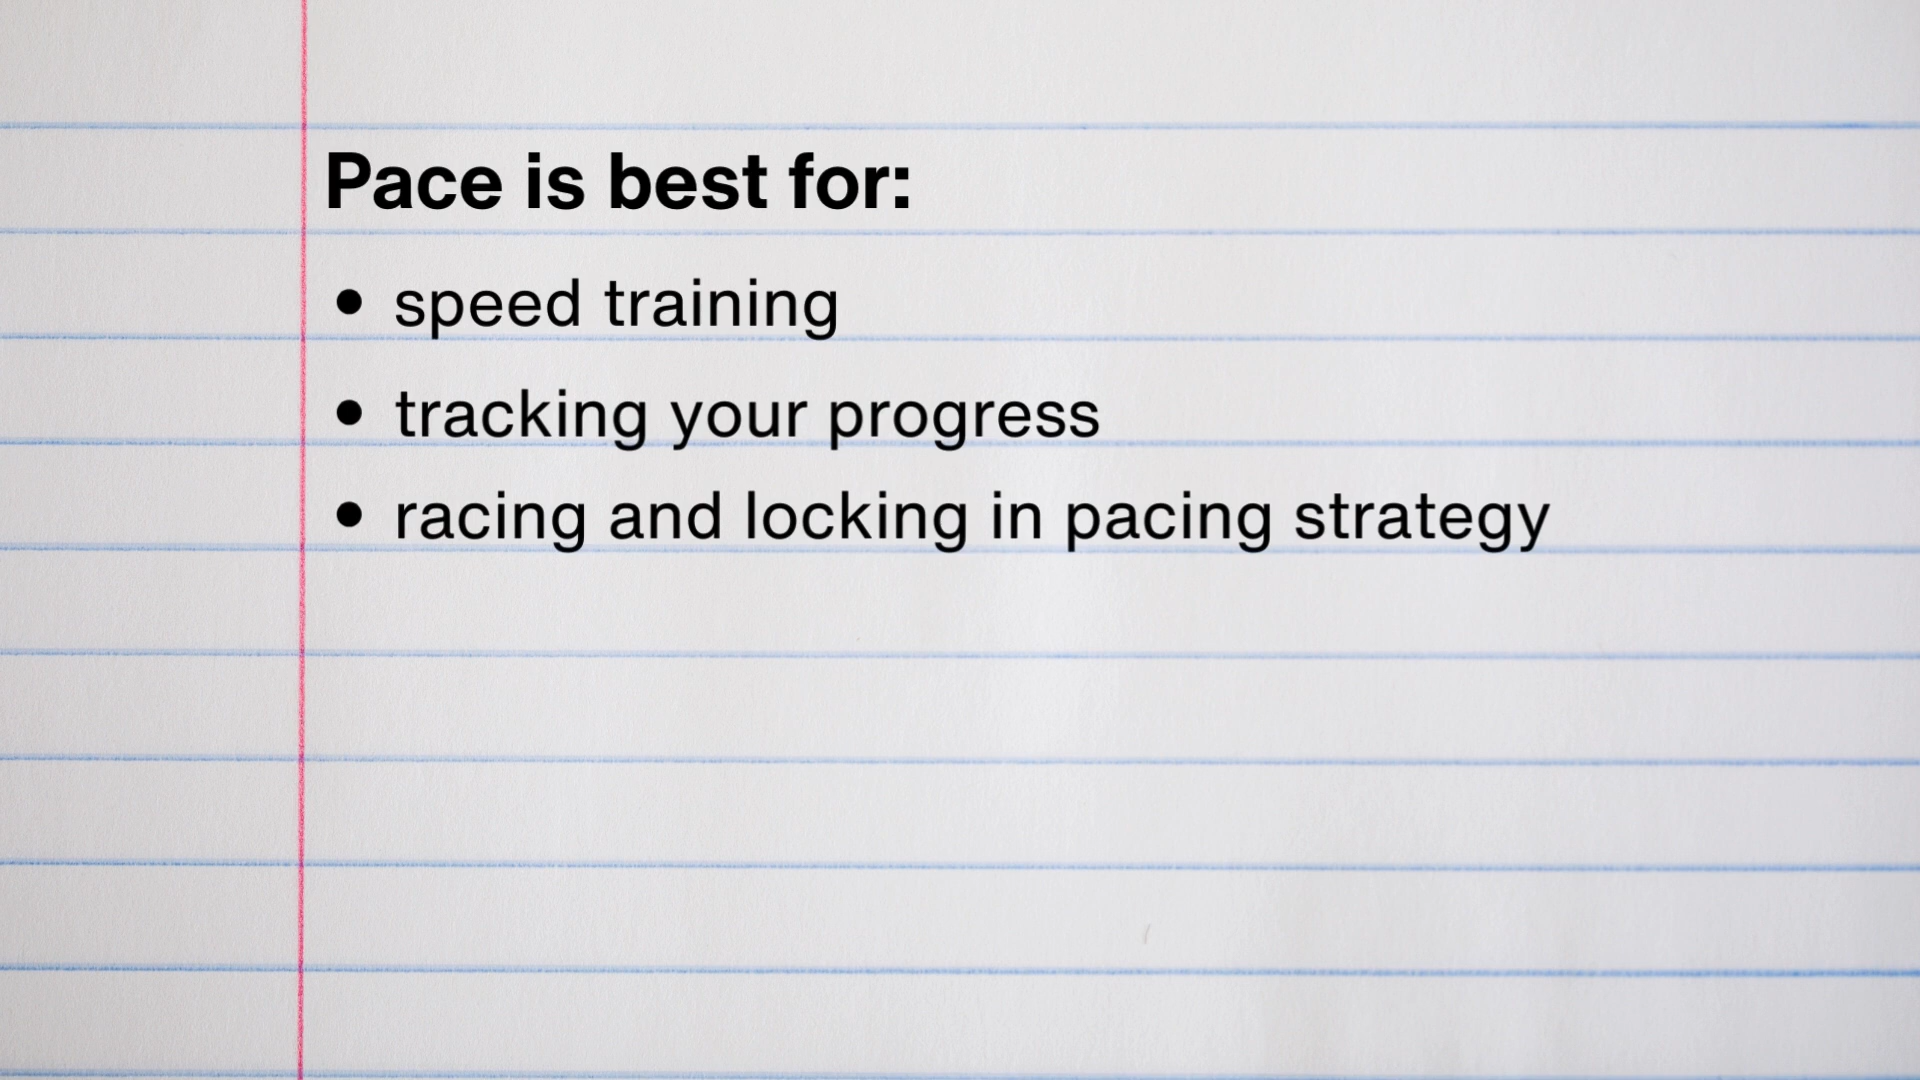 Pace is best for:
• speed training
• tracking your progress
• racing and locking in pacing strategy